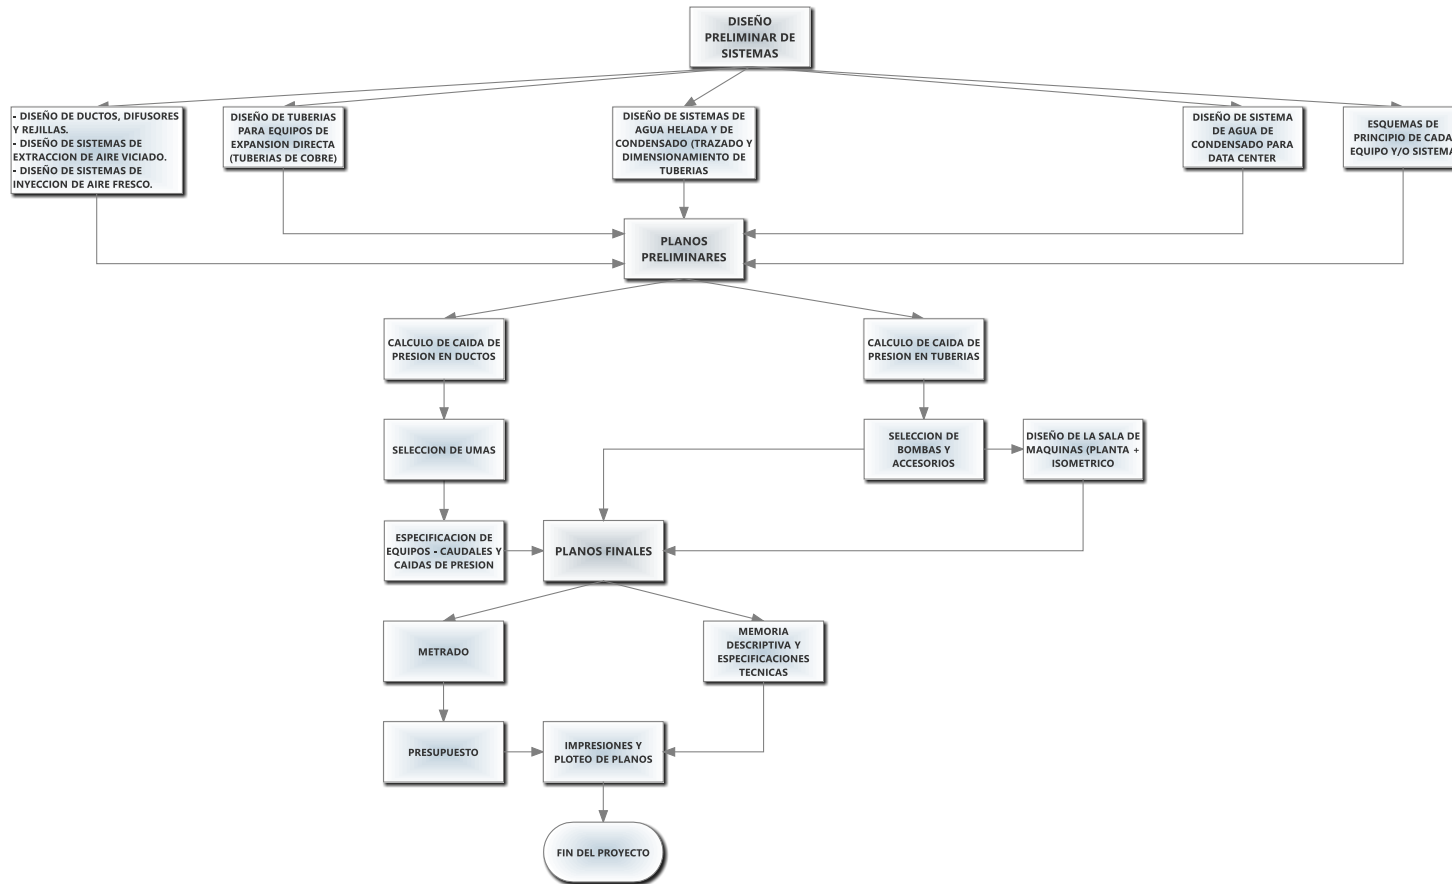 DISEÑO
PRELIMINAR DE
SISTEMAS
- DISEÑO DE DUCTOS, DIFUSORES
Y REJILLAS.
- DISEÑO DE SISTEMAS DE
EXTRACCION DE AIRE VICIADO.
- DISEÑO DE SISTEMAS DE
INYECCION DE AIRE FRESCO.
DISEÑO DE TUBERIAS
PARA EQUIPOS DE
EXPANSION DIRECTA
(TUBERIAS DE COBRE)
DISEÑO DE SISTEMAS DE
AGUA HELADA Y DE
CONDENSADO (TRAZADO Y
DIMENSIONAMIENTO DE
TUBERIAS
DISEÑO DE SISTEMA
DE AGUA DE
CONDENSADO PARA
DATA CENTER
ESQUEMAS DE
PRINCIPIO DE CADA
EQUIPO Y/O SISTEMA
PLANOS
PRELIMINARES
CALCULO DE CAIDA DE
PRESION EN DUCTOS
CALCULO DE CAIDA DE
PRESION EN TUBERIAS
SELECCION DE UMAS
SELECCION DE
BOMBAS Y
ACCESORIOS
DISEÑO DE LA SALA DE
MAQUINAS (PLANTA +
ISOMETRICO
ESPECIFICACION DE
EQUIPOS - CAUDALES Y
CAIDAS DE PRESION
PLANOS FINALES
METRADO
MEMORIA
DESCRIPTIVA Y
ESPECIFICACIONES
TECNICAS
PRESUPUESTO
IMPRESIONES Y
PLOTEO DE PLANOS
FIN DEL PROYECTO